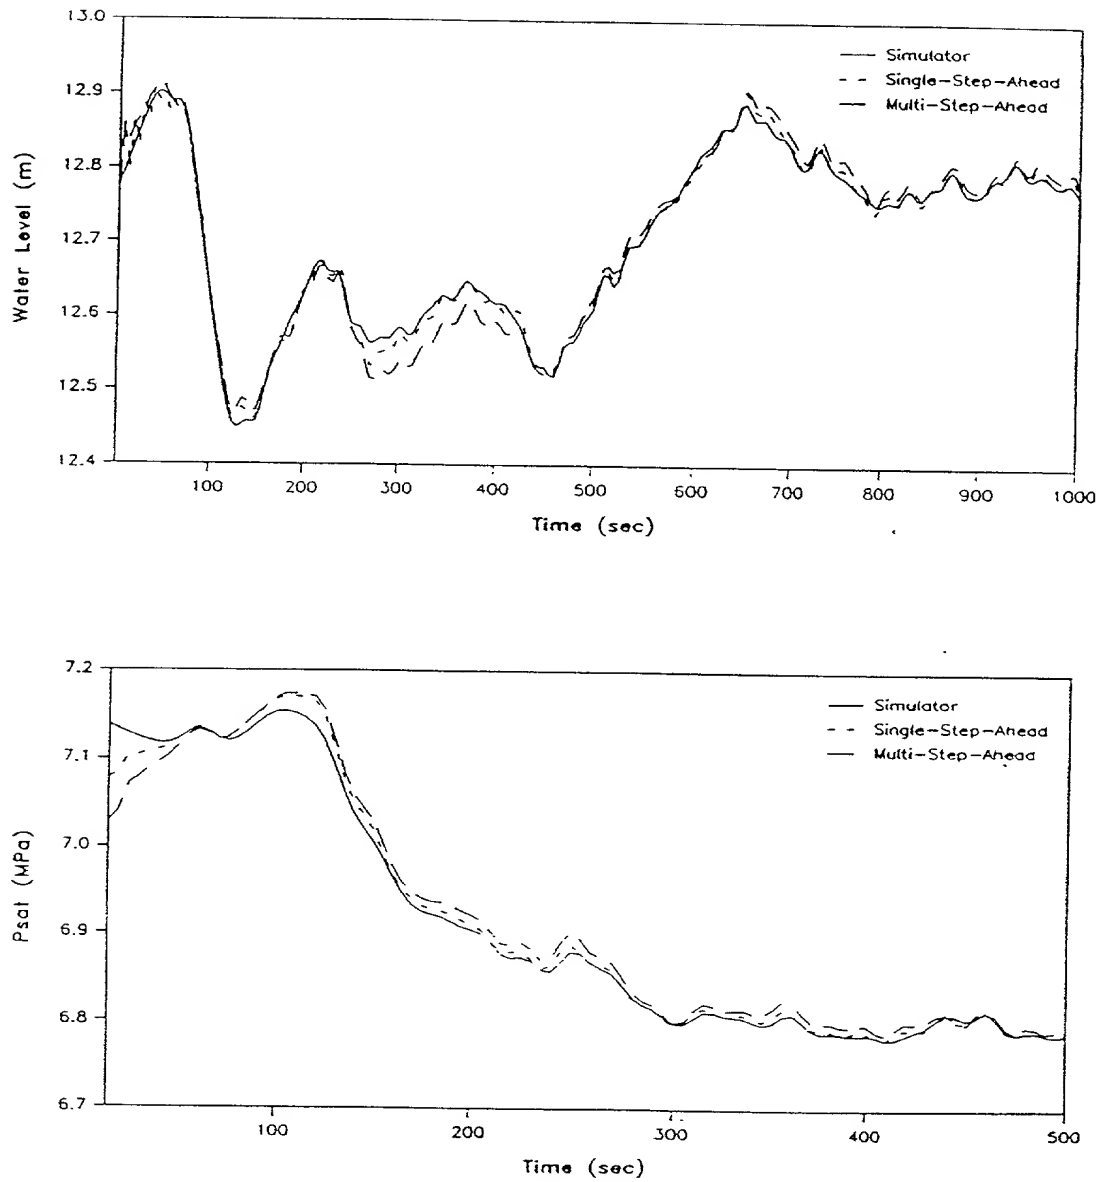 13.0
12.9
12.8
12.7
12.6
12.5
12.4
Water Level (m)
Simulator
Single-Step-Ahead
Multi-Step-Ahead
100 200 300 400 500 600 700 800 900 1000
Time (sec)
7.2
7.1
7.0
6.9
6.8
6.7
Psat (MPa)
Simulator
Single-Step-Ahead
Multi-Step-Ahead
100 200 300 400 500
Time (sec)